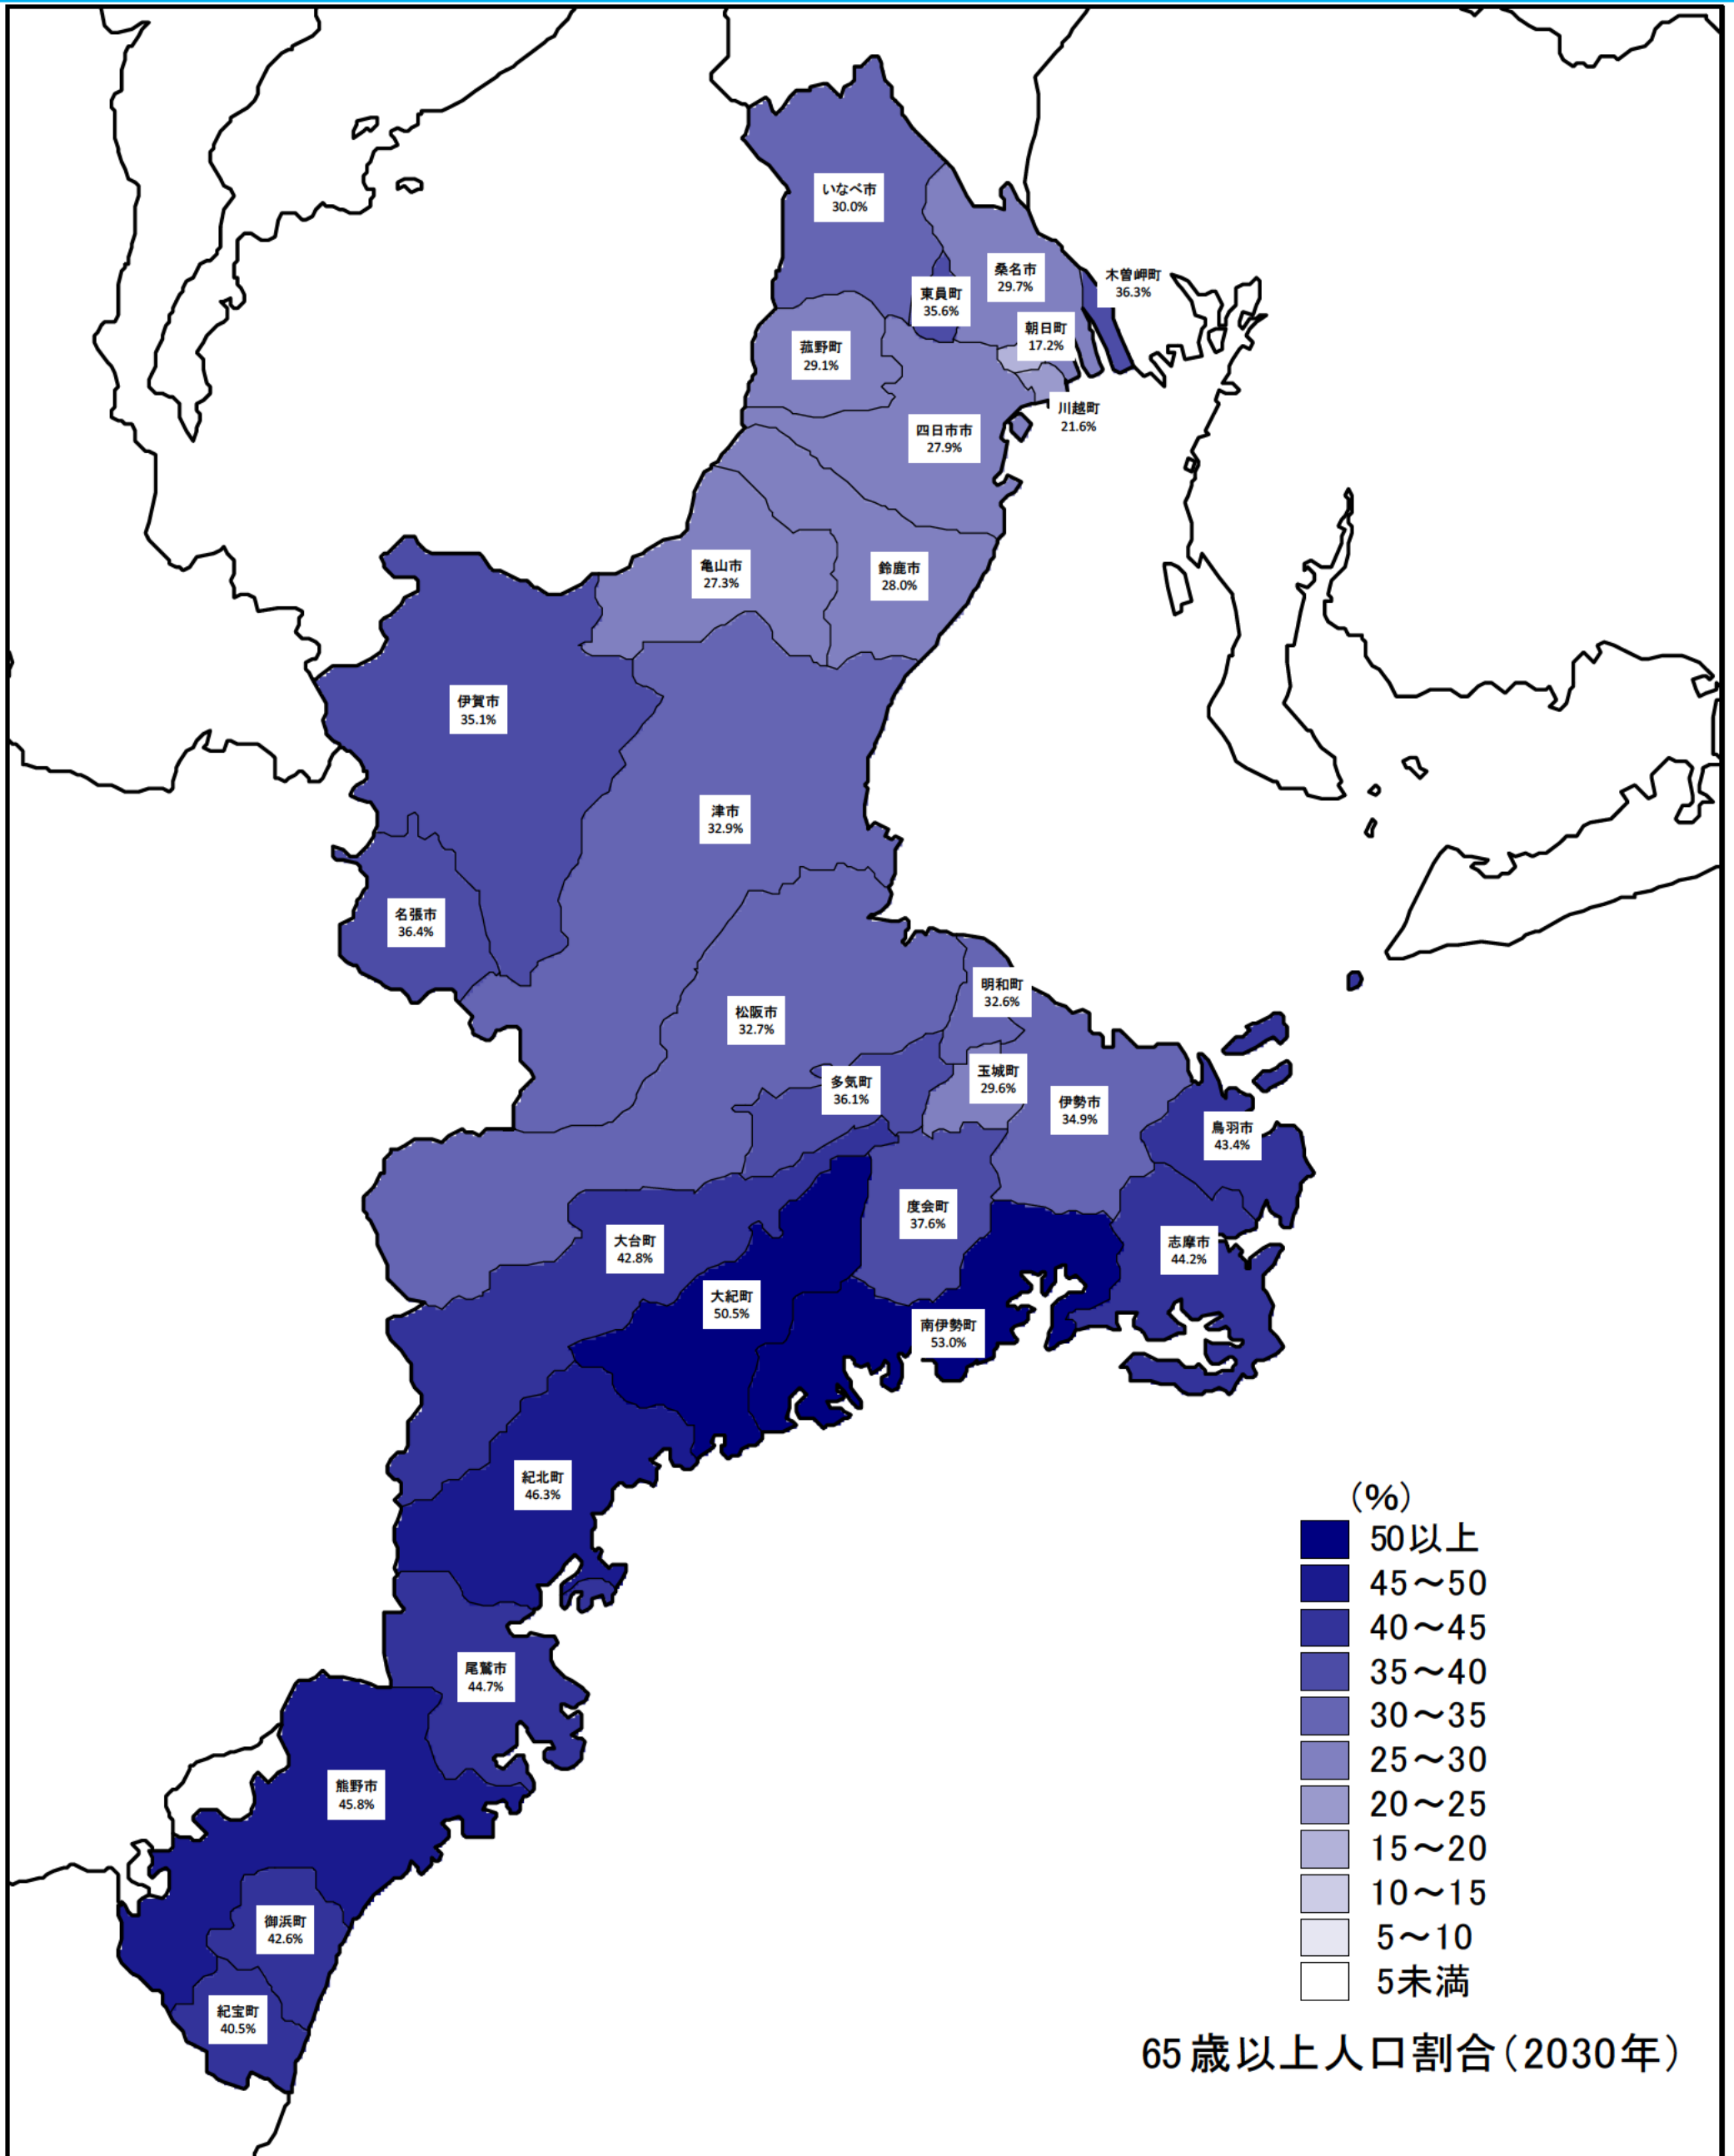 いなべ市
30.0%
桑名市
29.7%
木曽岬町
36.3%
東員町
35.6%
朝日町
17.2%
菰野町
29.1%
川越町
21.6%
四日市市
27.9%
亀山市
27.3%
鈴鹿市
28.0%
伊賀市
35.1%
津市
32.9%
名張市
36.4%
明和町
32.6%
松阪市
32.7%
玉城町
29.6%
多気町
36.1%
伊勢市
34.9%
鳥羽市
43.4%
度会町
37.6%
大台町
42.8%
志摩市
44.2%
大紀町
50.5%
南伊勢町
53.0%
紀北町
46.3%
尾鷲市
44.7%
熊野市
45.8%
御浜町
42.6%
紀宝町
40.5%
(%)
50以上
45~50
40~45
35~40
30~35
25~30
20~25
15~20
10~15
5~10
5未満
65歳以上人口割合(2030年)